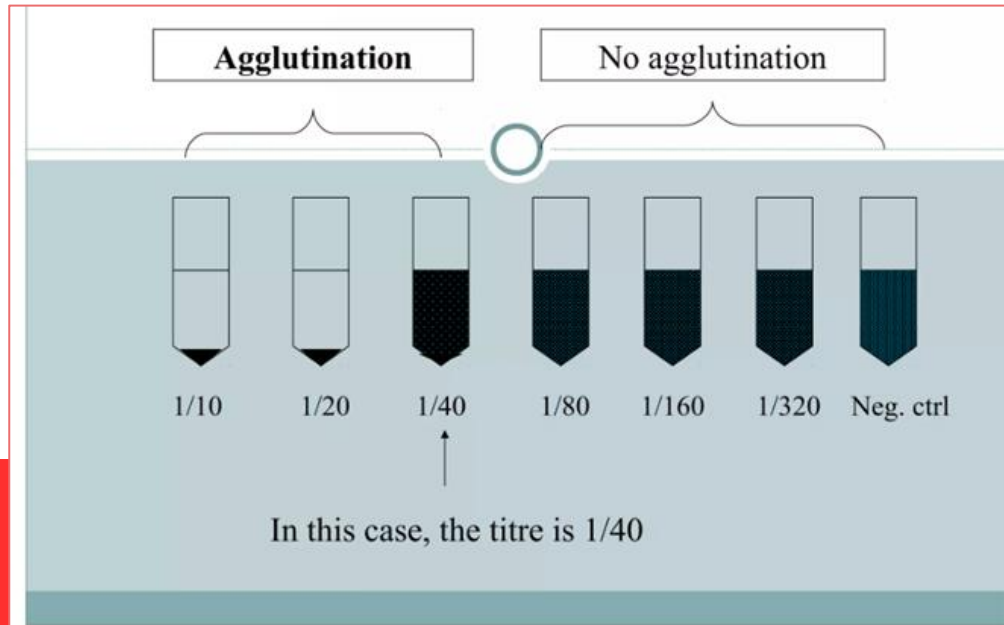 Agglutination No agglutination
1/10 1/20 1/40 1/80 1/160 1/320 Neg. ctrl
In this case, the titre is 1/40